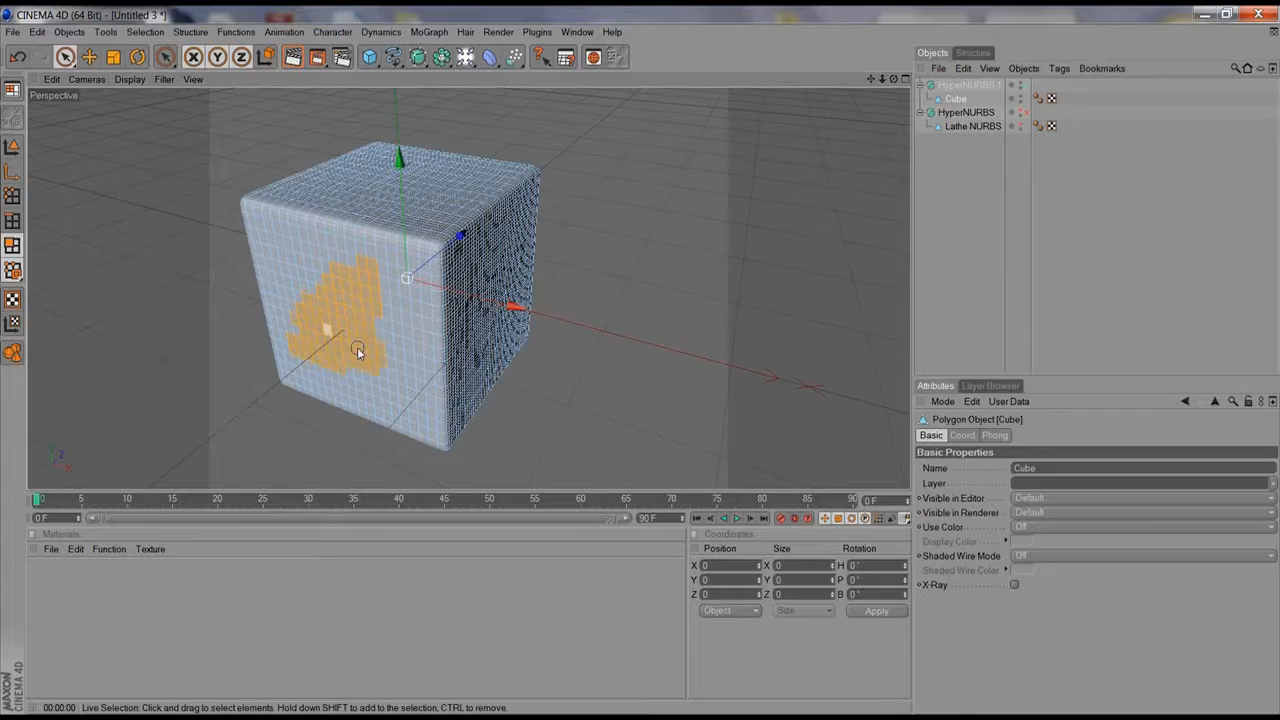 CINEMA 4D (64 Bit) - [Untitled 3 *]
File Edit Objects Tools Selection Structure Functions Animation Character Dynamics MoGraph Hair Render Plugins Window Help
Edit Cameras Display Filter View
Perspective
Y
Z
X
0 5 10 15 20 25 30 35 40 45 50 55 60 65 70 75 80 85 90 0 F
0 F 90 F
Materials
File Edit Function Texture
Coordinates
Position Size Rotation
X 0 X 0 H 0 °
Y 0 Y 0 P 0 °
Z 0 Z 0 B 0 °
Object Size Apply
Objects Structure
File Edit View Objects Tags Bookmarks
HyperNURBS.1
Cube
HyperNURBS
Lathe NURBS
Attributes Layer Browser
Mode Edit User Data
Polygon Object [Cube]
Basic Coord. Phong
Basic Properties
Name Cube
Layer
Visible in Editor Default
Visible in Renderer Default
Use Color Off
Display Color
Shaded Wire Mode Off
Shaded Wire Color
X-Ray
MAXON
CINEMA 4D
00:00:00 Live Selection: Click and drag to select elements. Hold down SHIFT to add to the selection, CTRL to remove.